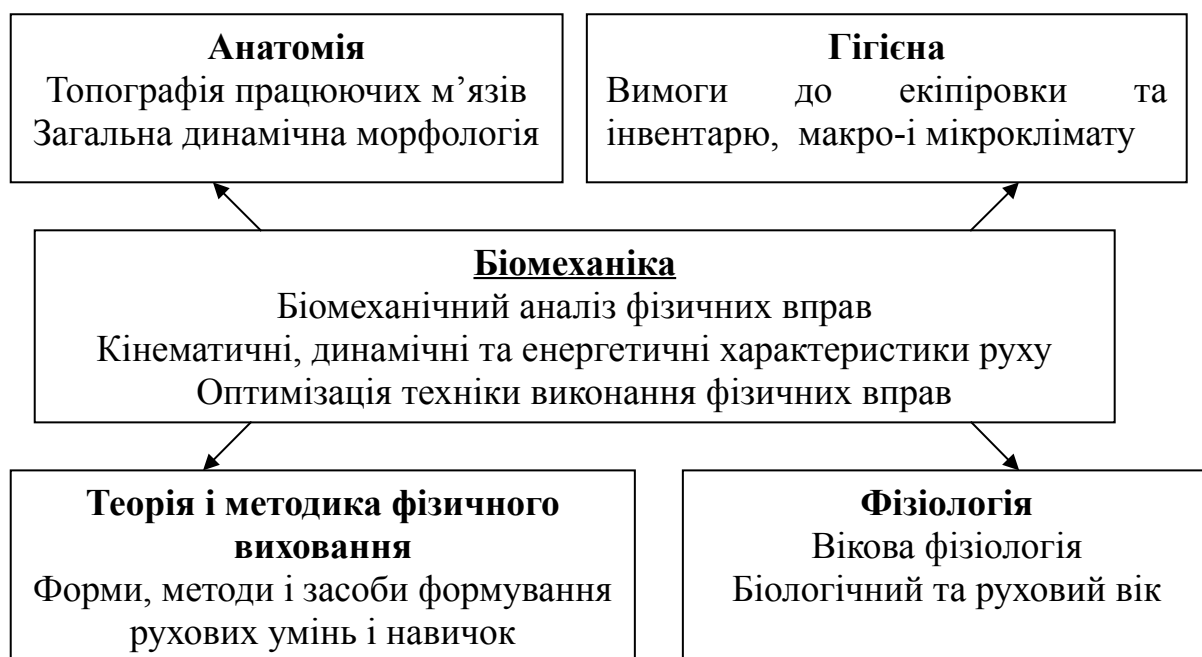 Анатомія
Топографія працюючих м’язів
Загальна динамічна морфологія
Гігієна
Вимоги до екіпіровки та
інвентарю, макро-і мікроклімату
Біомеханіка
Біомеханічний аналіз фізичних вправ
Кінематичні, динамічні та енергетичні характеристики руху
Оптимізація техніки виконання фізичних вправ
Теорія і методика фізичного
виховання
Форми, методи і засоби формування
рухових умінь і навичок
Фізіологія
Вікова фізіологія
Біологічний та руховий вік